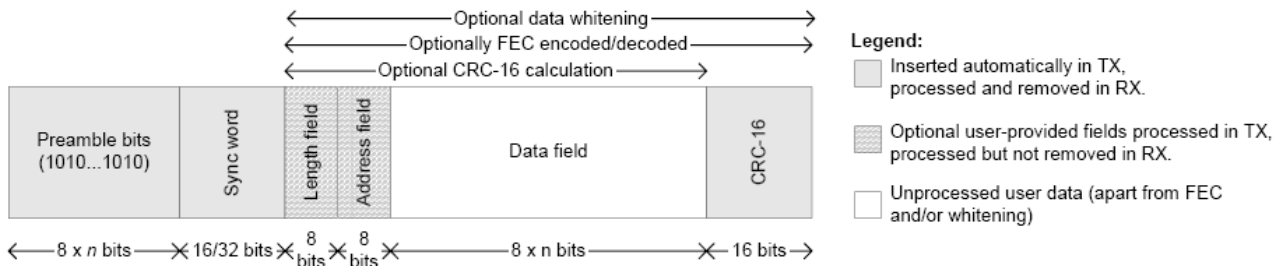 Optional data whitening
Optionally FEC encoded/decoded
Optional CRC-16 calculation
Preamble bits
(1010...1010)
Sync word
Length field
Address field
Data field
CRC-16
8 x n bits
16/32 bits
8
bits
8
bits
8 x n bits
16 bits
Legend:
Inserted automatically in TX,
processed and removed in RX.
Optional user-provided fields processed in TX,
processed but not removed in RX.
Unprocessed user data (apart from FEC
and/or whitening)